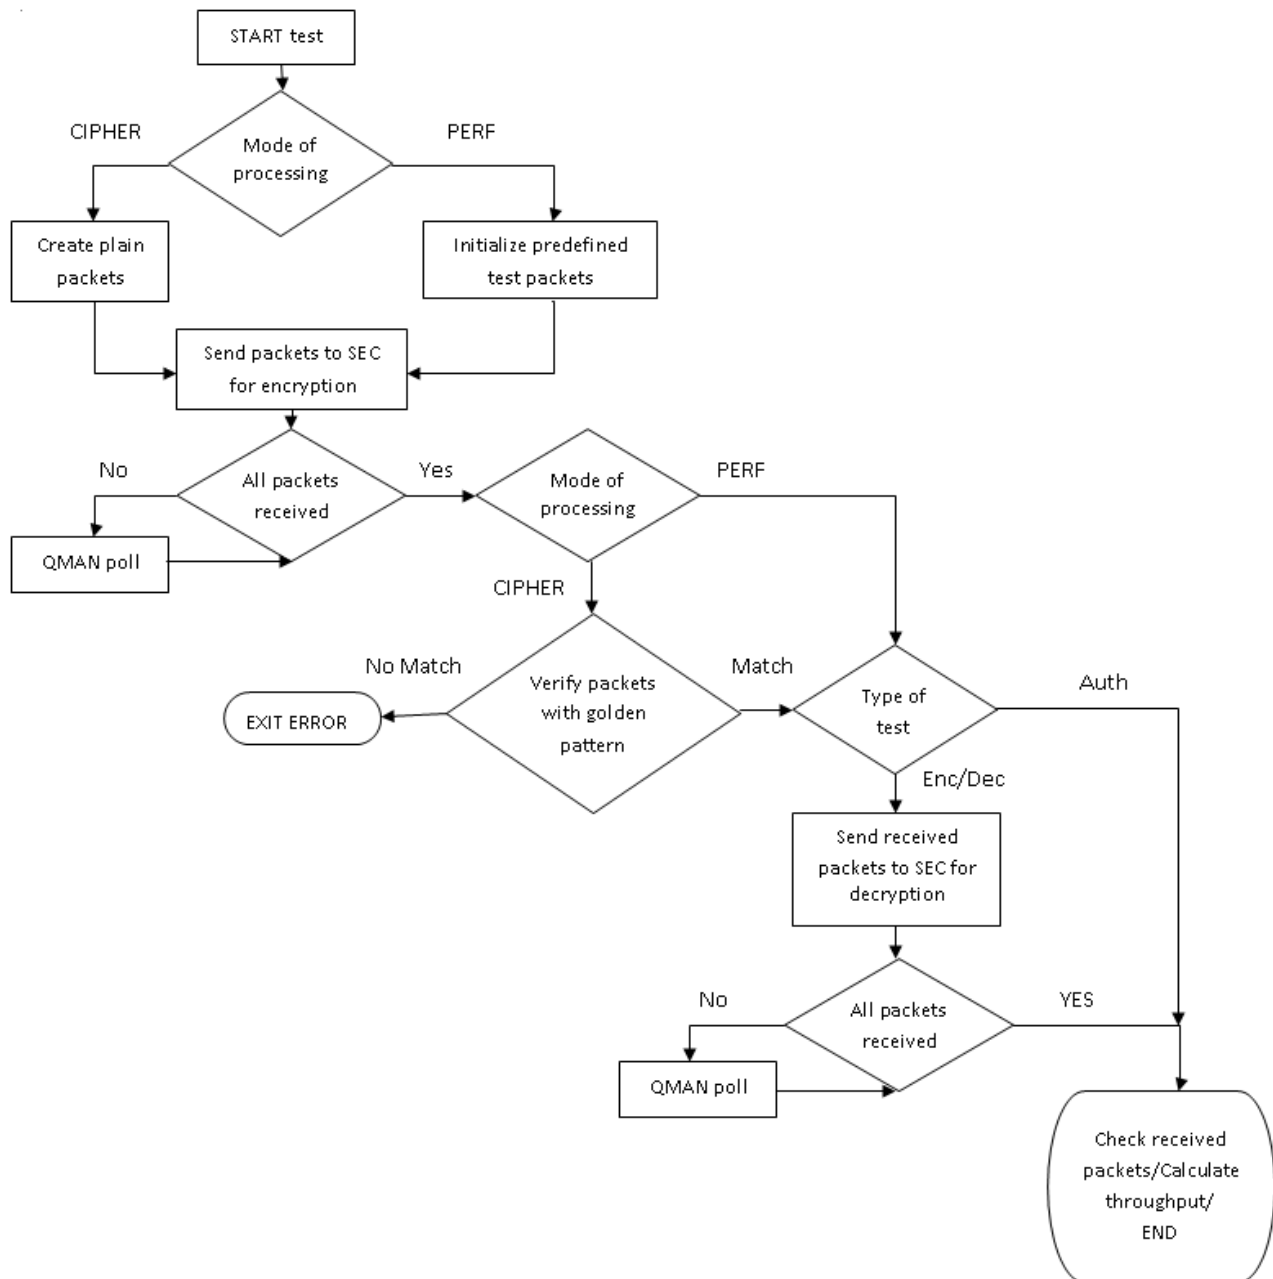 START test
CIPHER
PERF
Mode of
processing
Create plain
packets
Initialize predefined
test packets
Send packets to SEC
for encryption
No
All packets
received
Yes
Mode of
processing
PERF
QMAN poll
CIPHER
No Match
Verify packets
with golden
pattern
Match
Type of
test
Auth
EXIT ERROR
Enc/Dec
Send received
packets to SEC for
decryption
No
All packets
received
YES
QMAN poll
Check received
packets/Calculate
throughput/
END